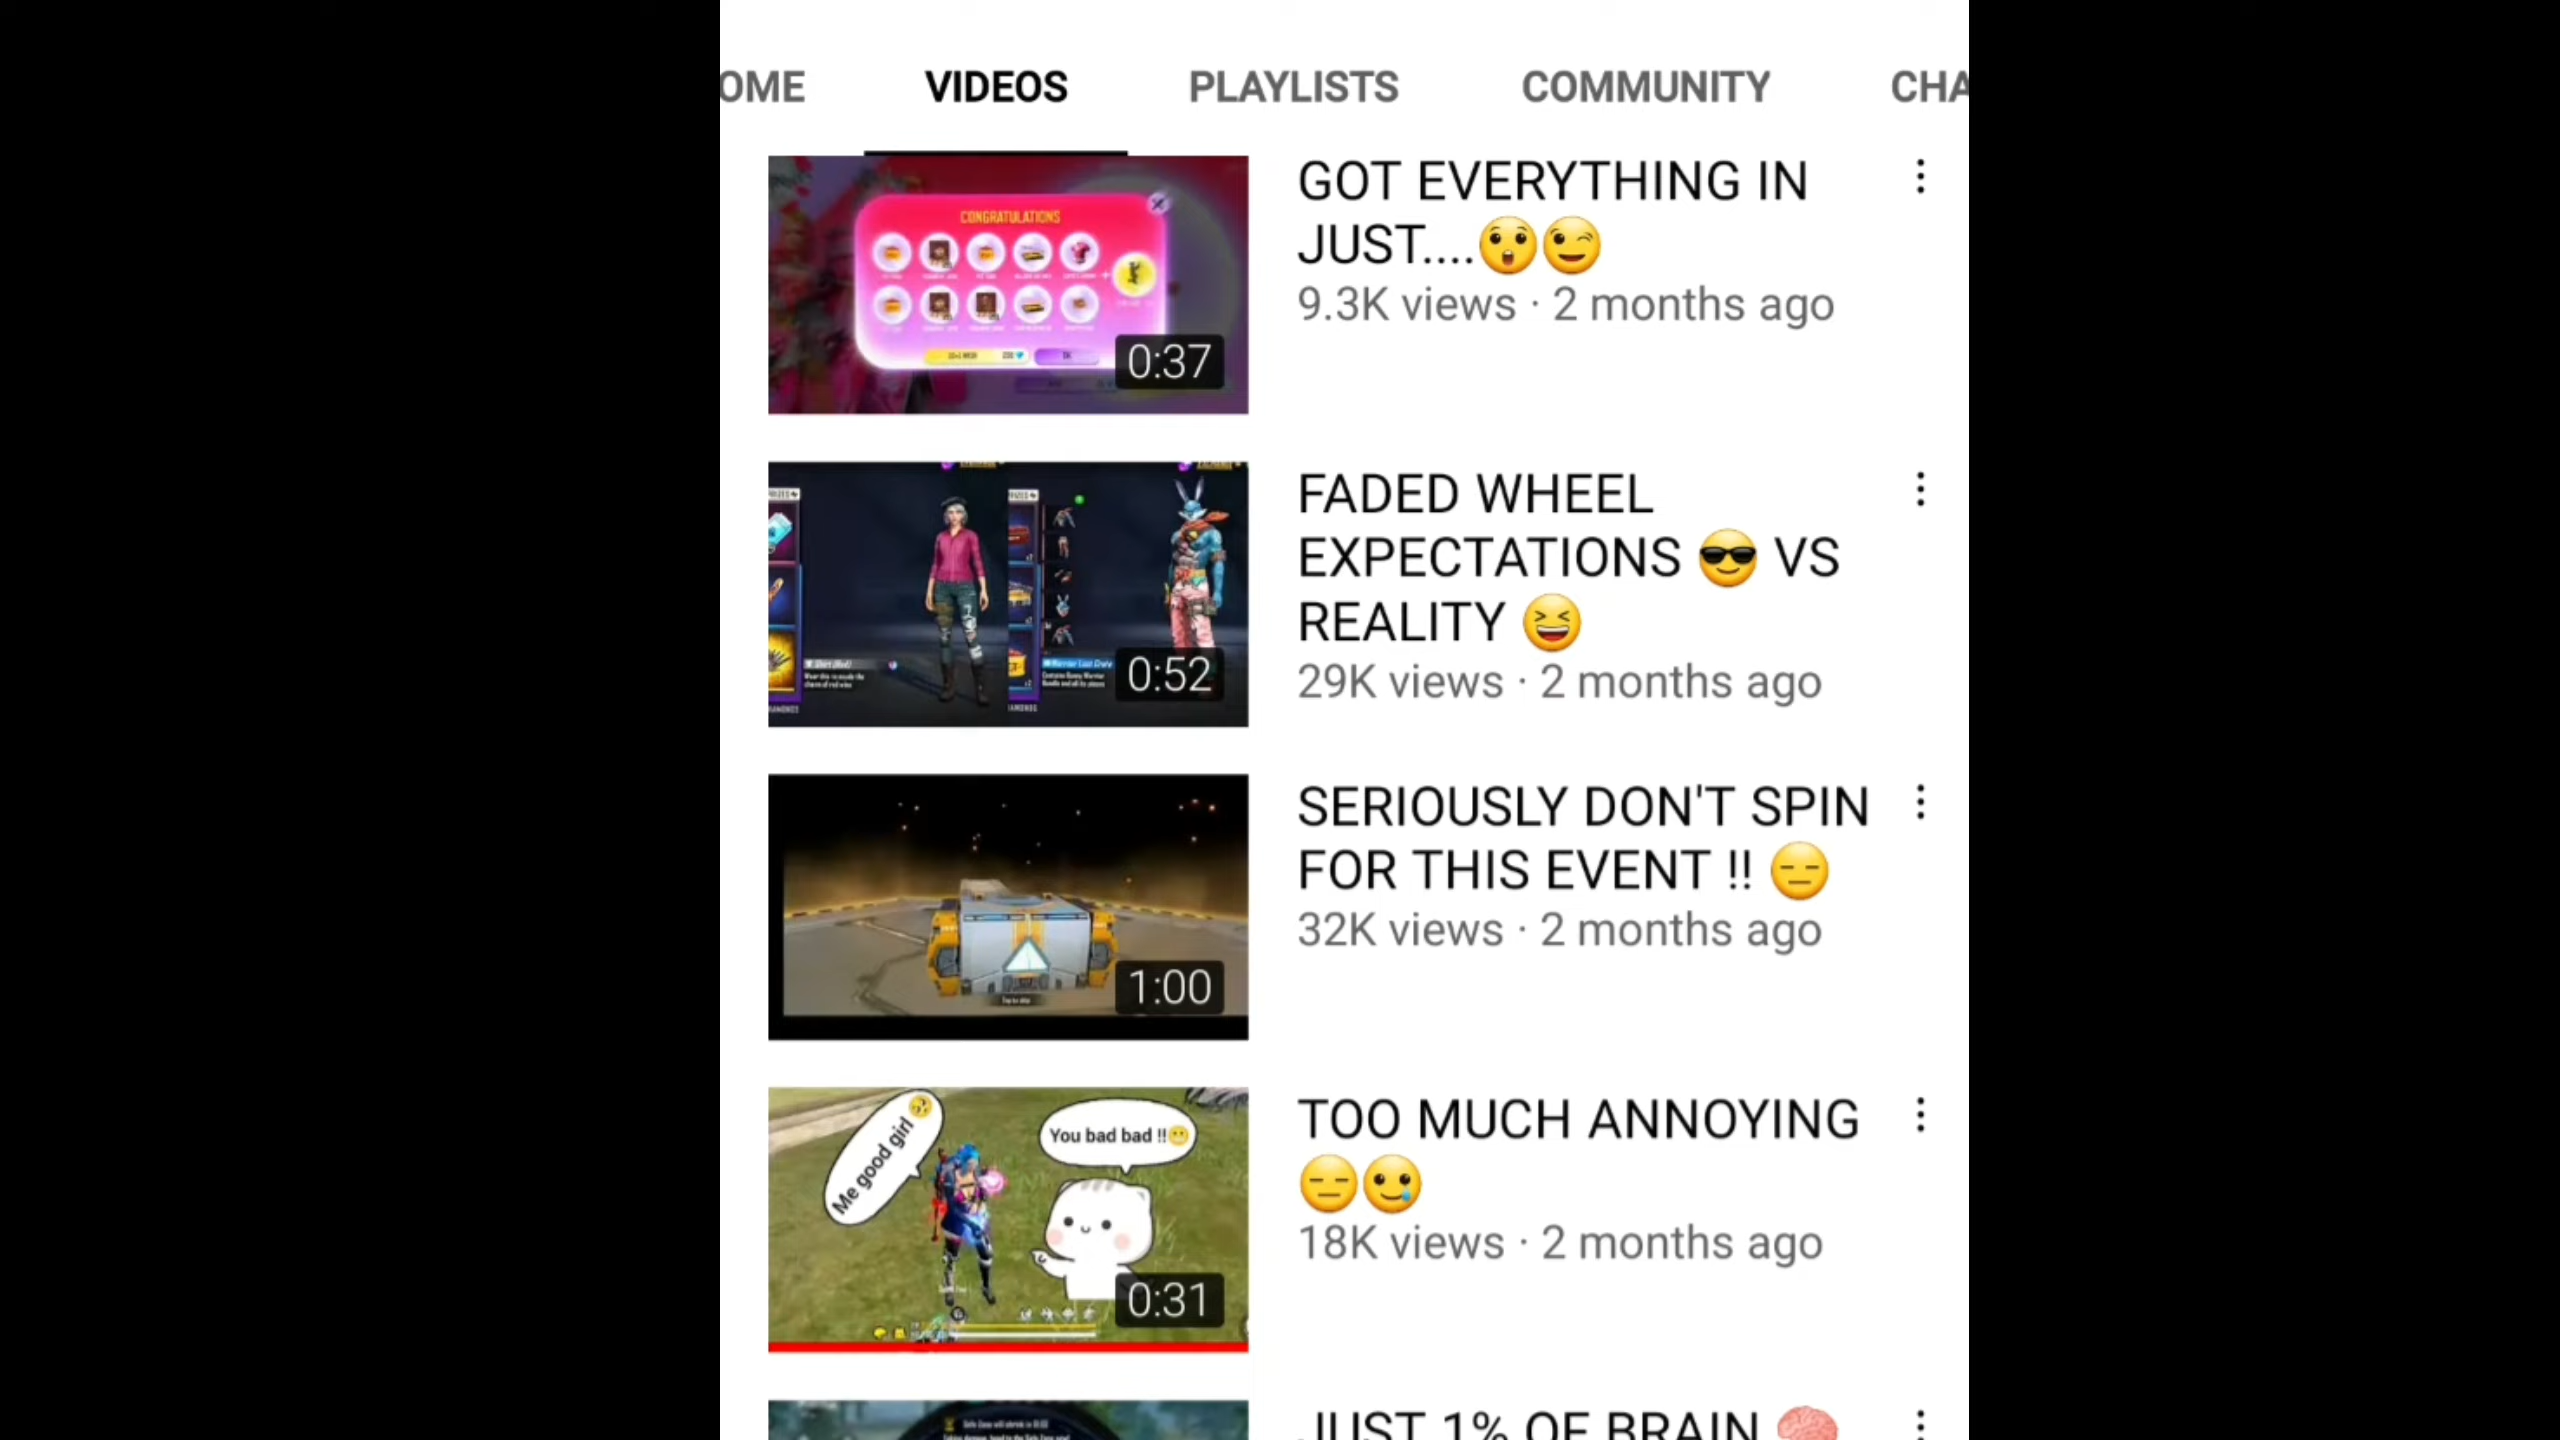 OME
VIDEOS
PLAYLISTS
COMMUNITY
CHA
CONGRATULATIONS
0:37
GOT EVERYTHING IN
JUST....😲😉
9.3K views · 2 months ago
0:52
FADED WHEEL
EXPECTATIONS 😎 VS
REALITY 😆
29K views · 2 months ago
1:00
SERIOUSLY DON'T SPIN
FOR THIS EVENT !! 😑
32K views · 2 months ago
Me good girl
You bad bad !!😬
0:31
TOO MUCH ANNOYING
😑🥲
18K views · 2 months ago
JUST 1% OF BRAIN 🧠